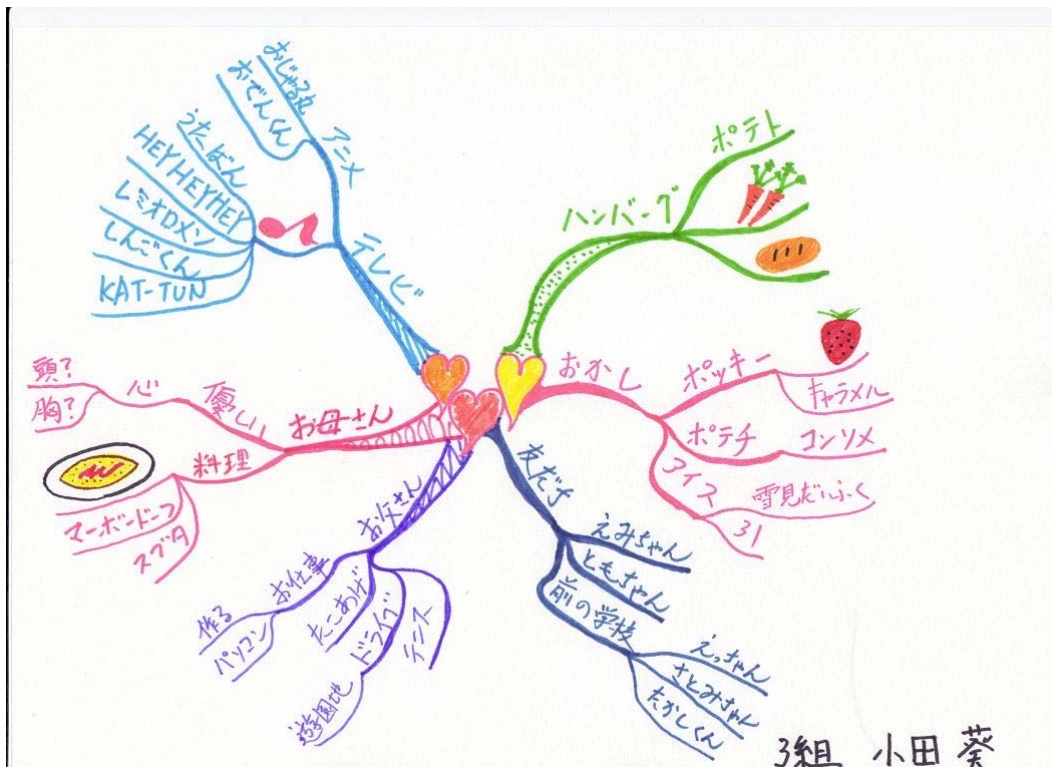 おじゃる丸
おでんくん
アニメ
うたばん
HEY HEY HEY
レミオロメン
しんごくん
KAT-TUN
テレビ
ハンバーグ
ポテト
おかし
ポッキー
キャラメル
ポテチ
コンソメ
アイス
雪見だいふく
31
友だち
えみちゃん
ともちゃん
前の学校
えっちゃん
さとみちゃん
たかしくん
お父さん
お仕事
作る
パソコン
たこあげ
ドライブ
遊園地
テニス
お母さん
優しい
心
頭?
胸?
料理
マーボードーフ
スブタ
3組 小田 葵